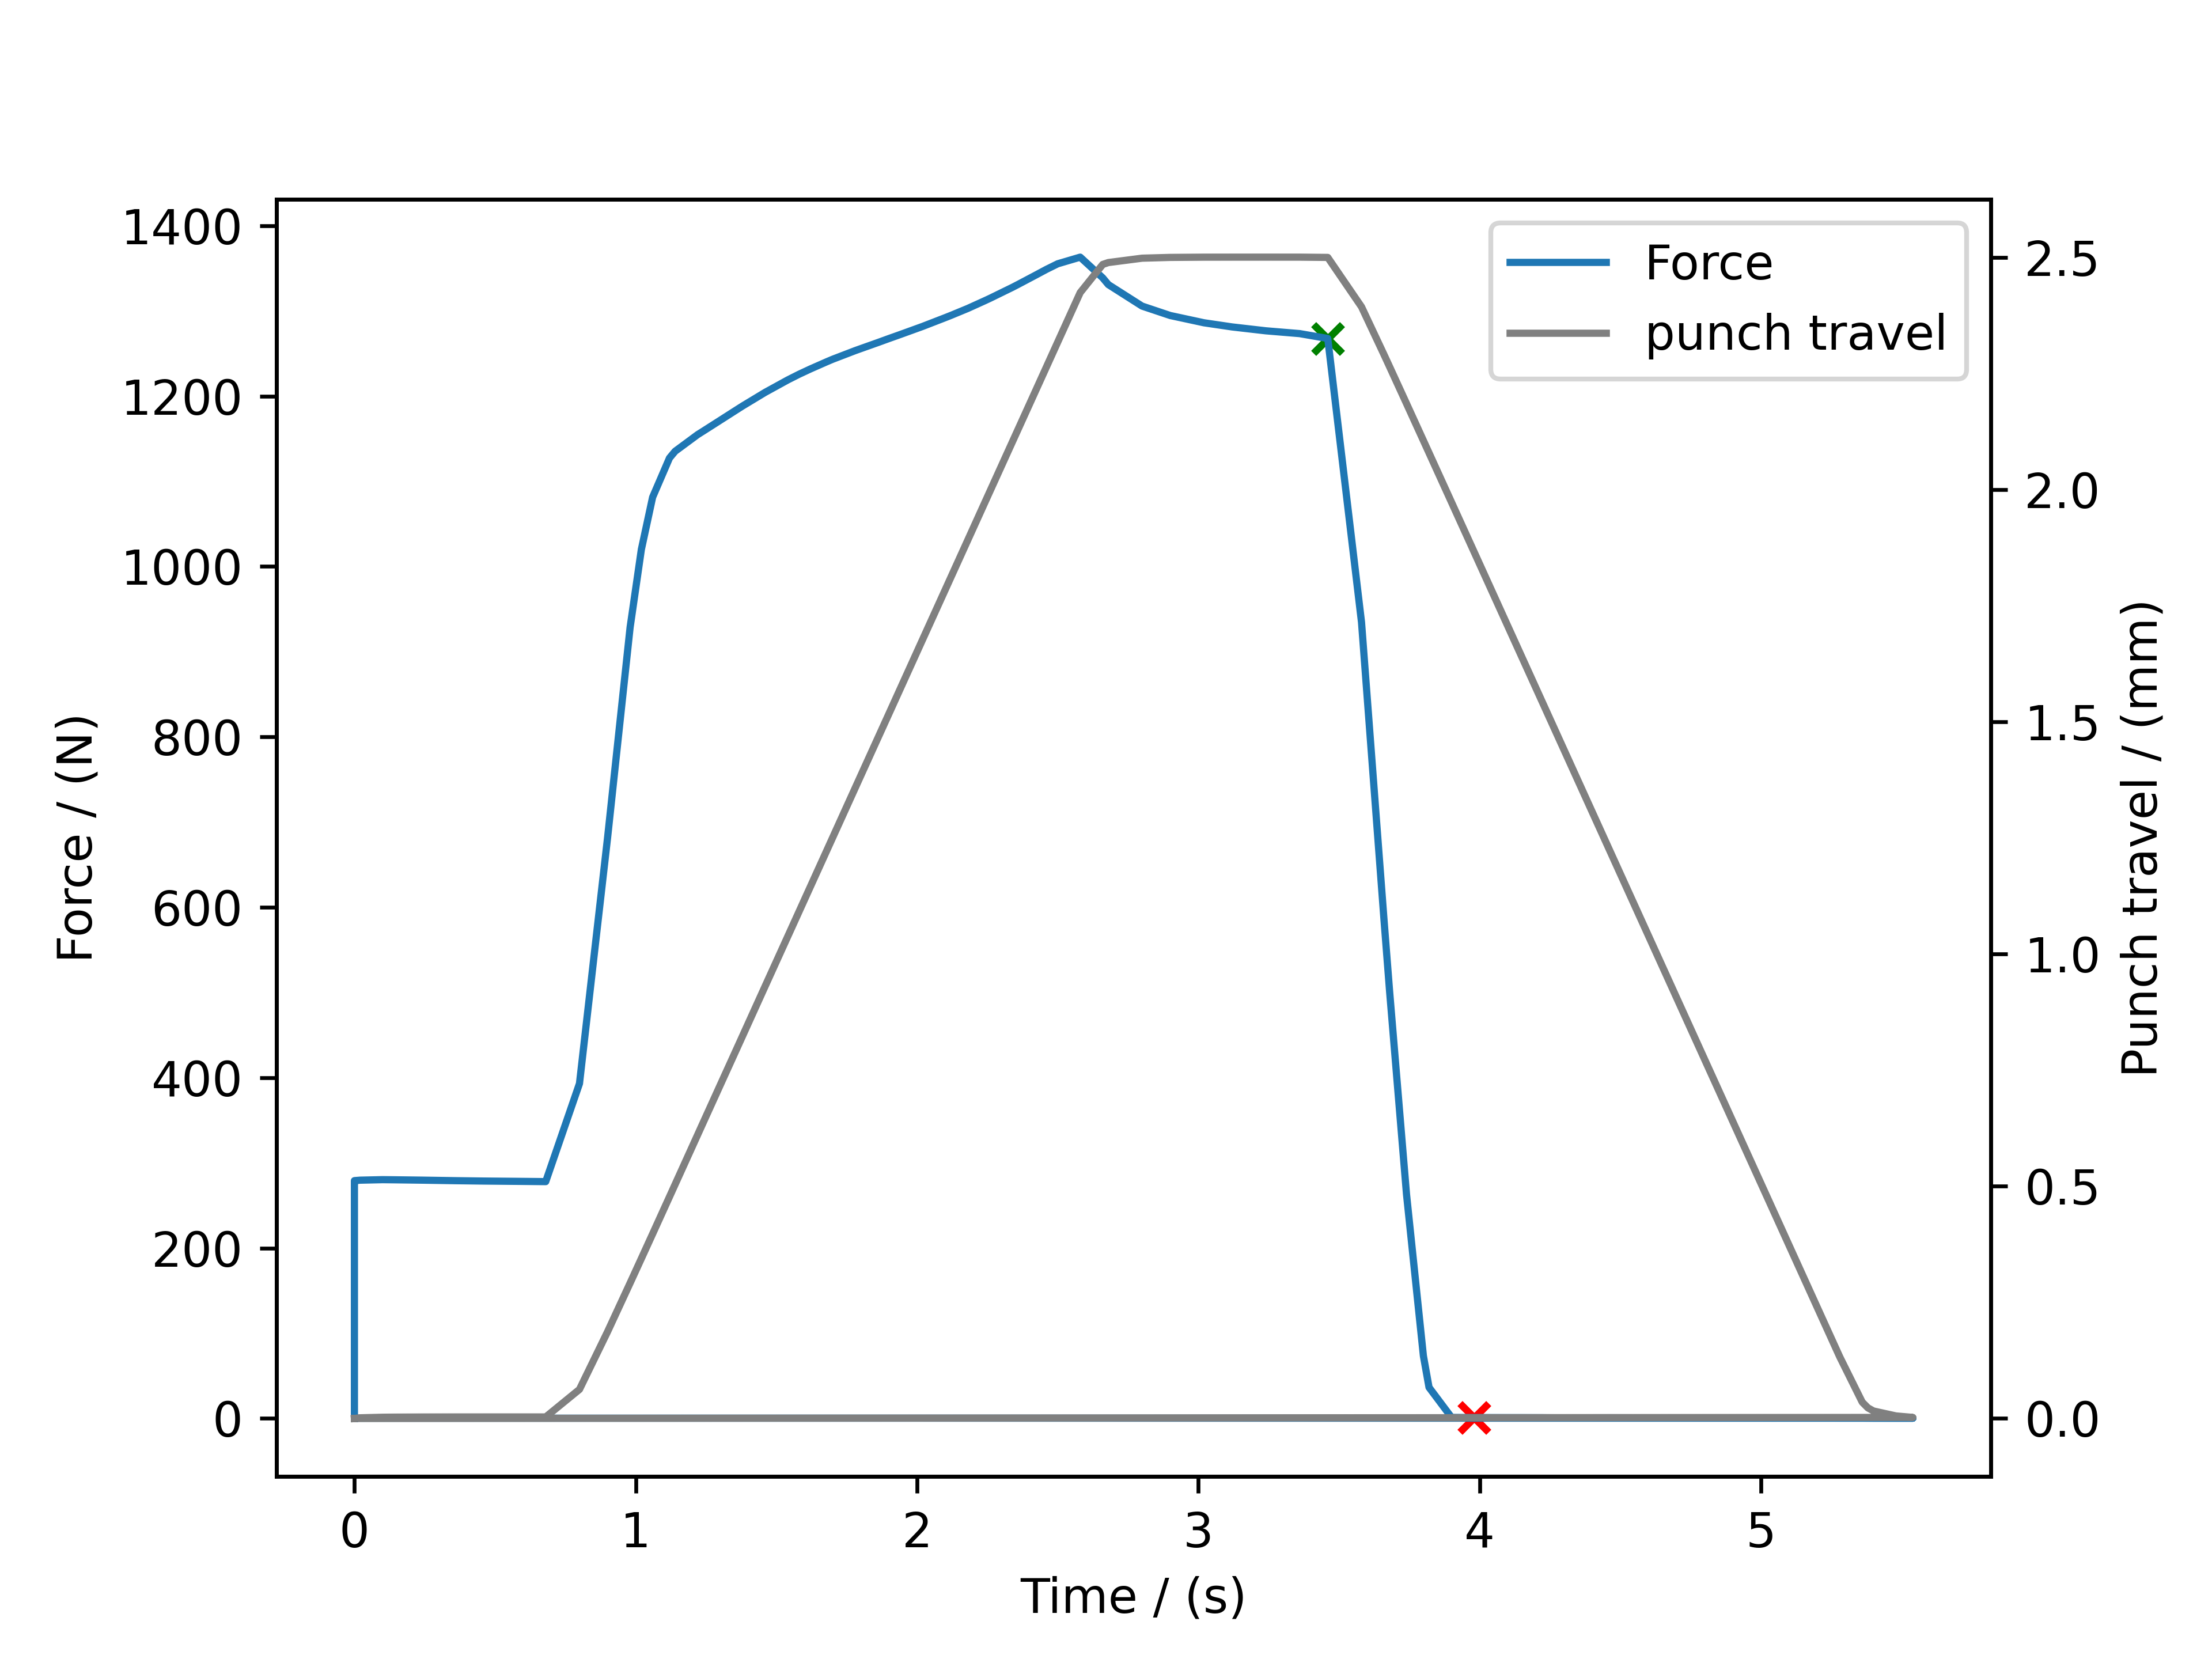 Force
punch travel
1400
1200
1000
800
600
400
200
0
Force / (N)
2.5
2.0
1.5
1.0
0.5
0.0
Punch travel / (mm)
0 1 2 3 4 5
Time / (s)